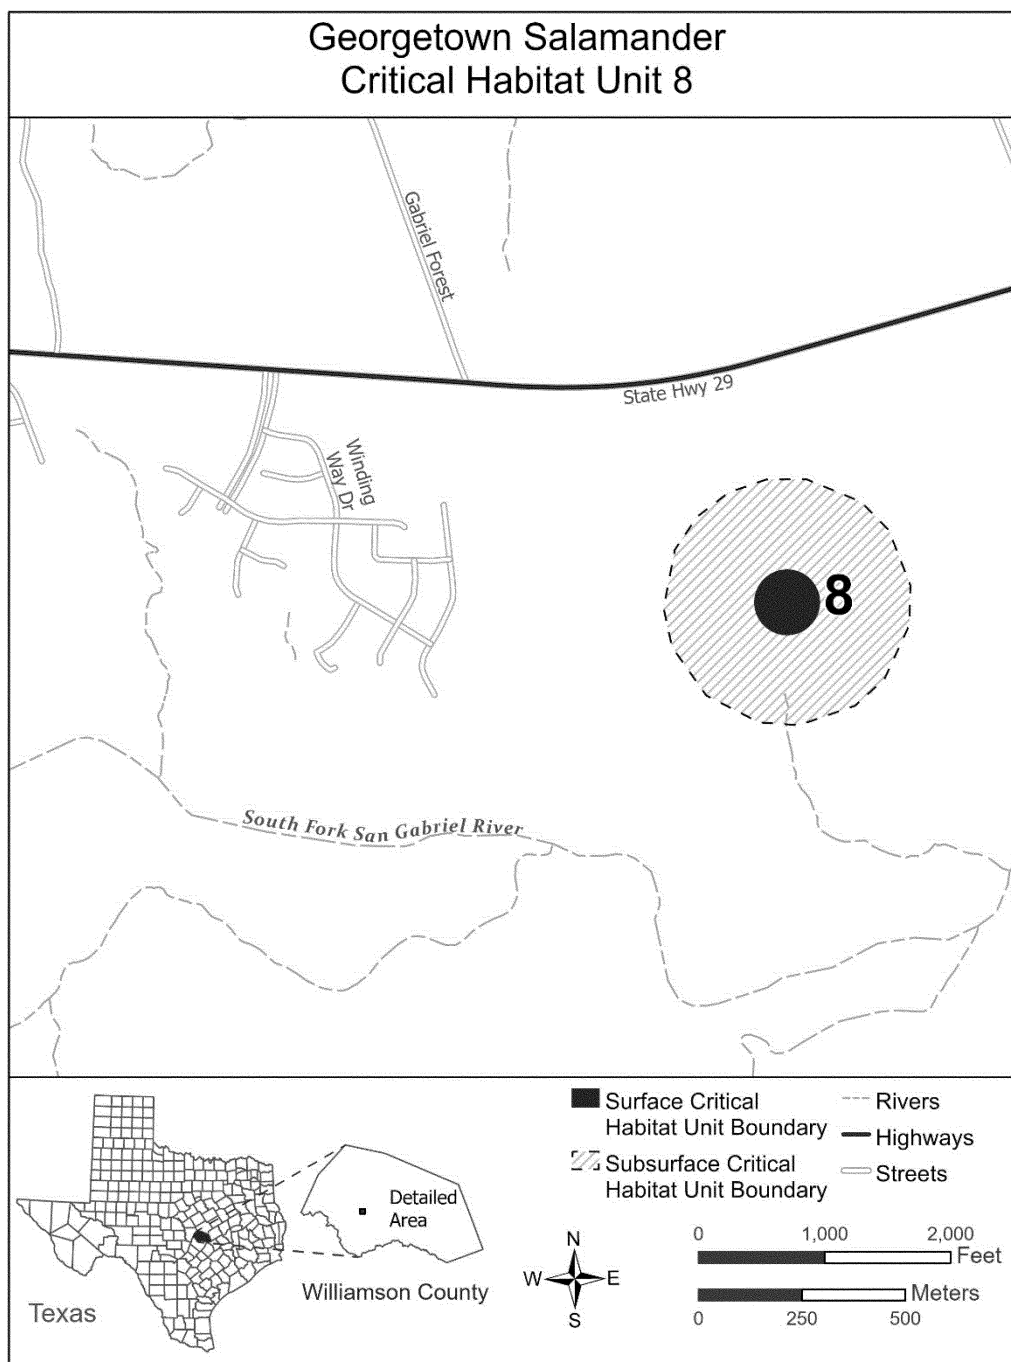 Georgetown Salamander
Critical Habitat Unit 8
Gabriel Forest
State Hwy 29
Winding
Way Dr
8
South Fork San Gabriel River
Surface Critical
Habitat Unit Boundary
Subsurface Critical
Habitat Unit Boundary
Rivers
Highways
Streets
Detailed
Area
Williamson County
Texas
N
W
E
S
0 1,000 2,000
Feet
Meters
0 250 500